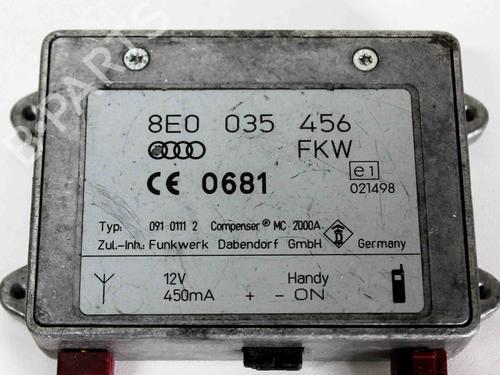 8E0 035 456
FKW
CE 0681
e1
021498
Typ: 091 0111 2 Compenser® MC 2000A
Zul.-Inh.: Funkwerk Dabendorf GmbH Germany
12V Handy
450mA + - ON
B-PARTS